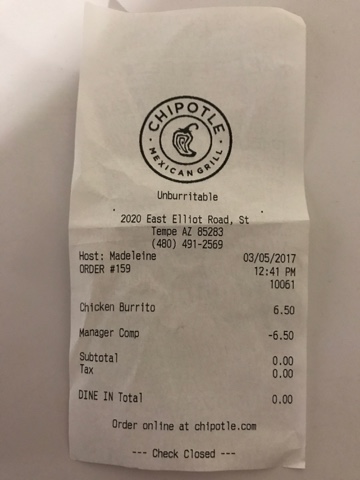 CHIPOTLE
MEXICAN GRILL
Unburritable
2020 East Elliot Road, St
Tempe AZ 85283
(480) 491-2569
Host: Madeleine 03/05/2017
ORDER #159 12:41 PM
10061
Chicken Burrito 6.50
Manager Comp -6.50
Subtotal 0.00
Tax 0.00
DINE IN Total 0.00
Order online at chipotle.com
--- Check Closed ---